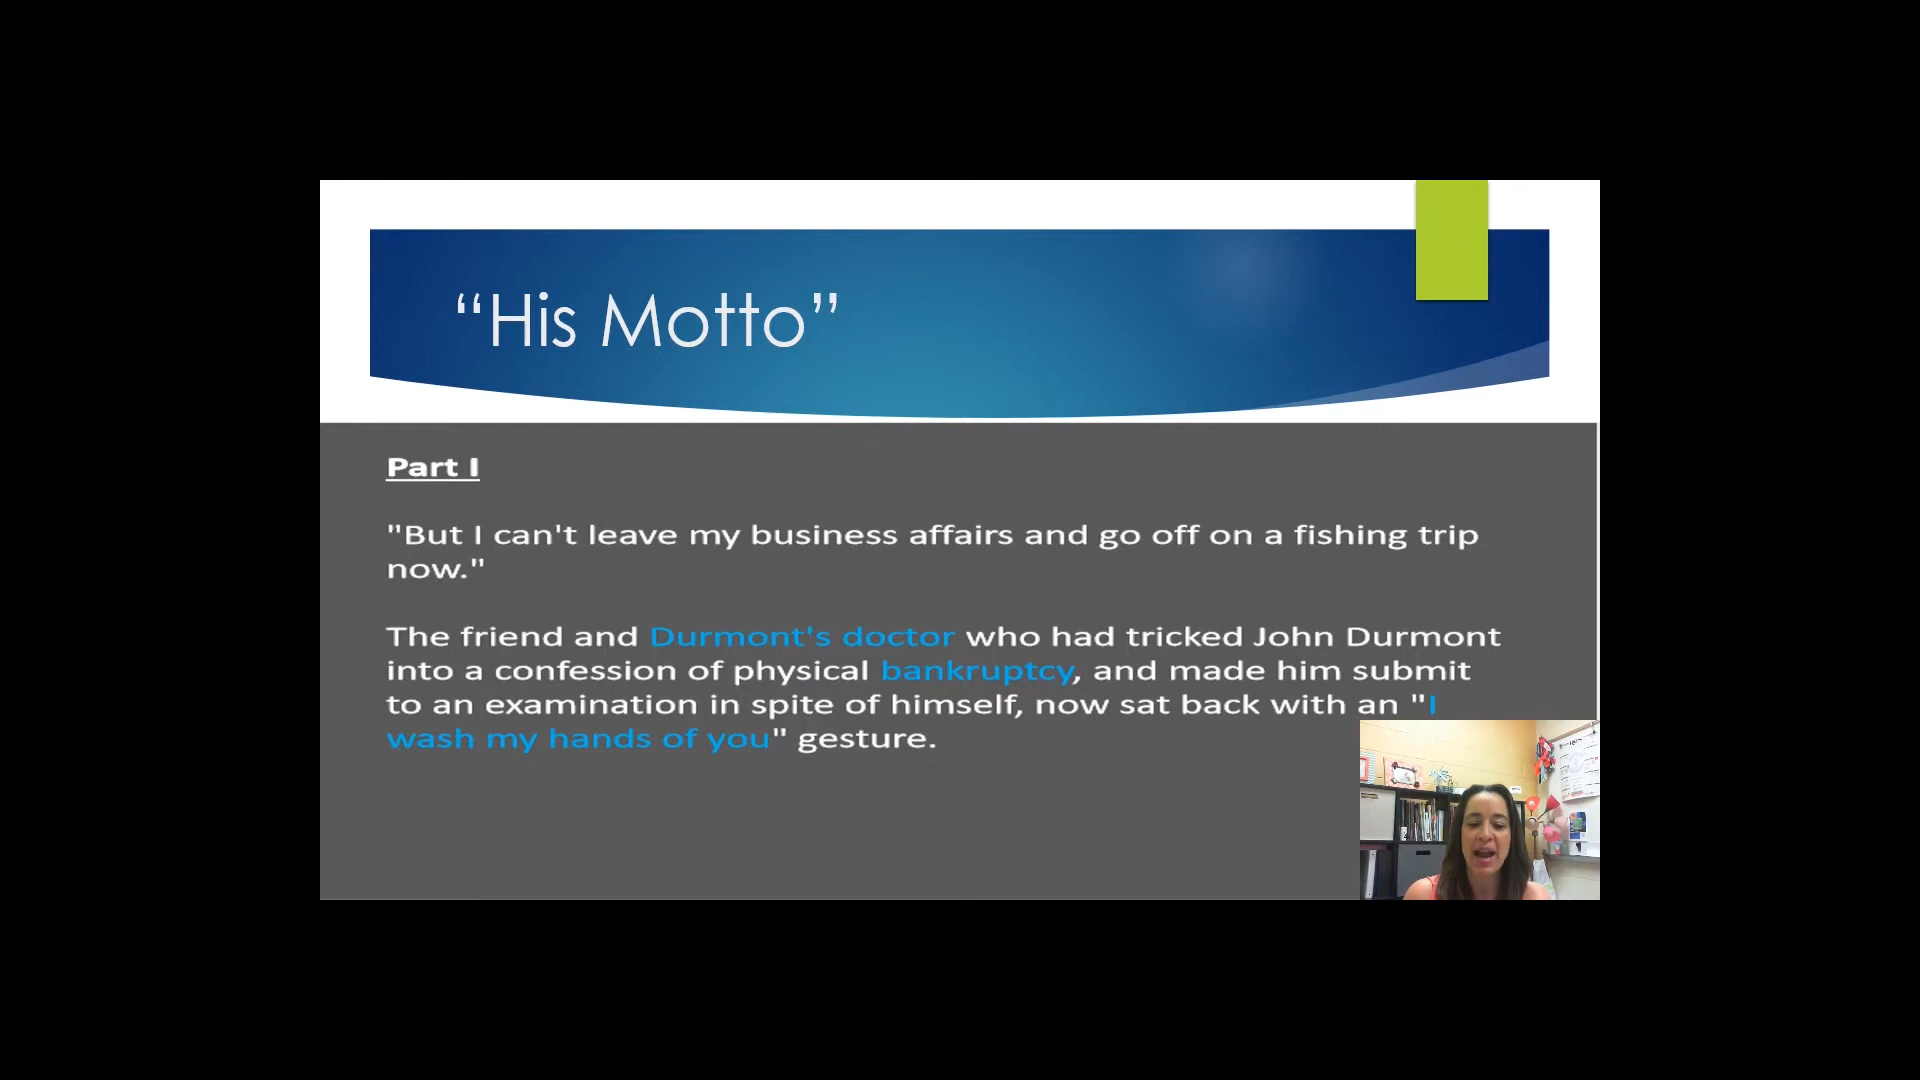 “His Motto”
Part I
"But I can't leave my business affairs and go off on a fishing trip
now."
The friend and Durmont's doctor who had tricked John Durmont
into a confession of physical bankruptcy, and made him submit
to an examination in spite of himself, now sat back with an "I
wash my hands of you" gesture.